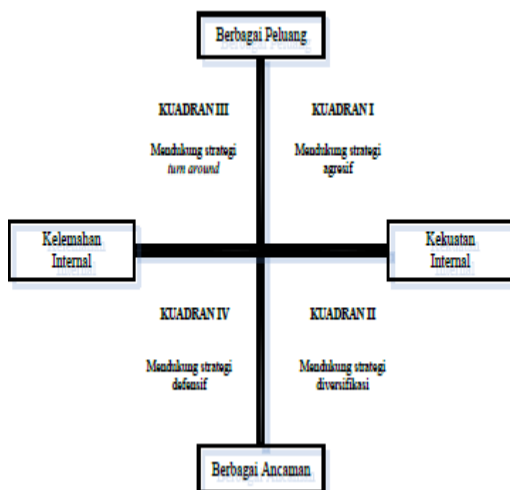 Berbagai Peluang
KUADRAN III
Mendukung strategi
turn around
KUADRAN I
Mendukung strategi
agresif
Kelemahan
Internal
Kekuatan
Internal
KUADRAN IV
Mendukung strategi
defensif
KUADRAN II
Mendukung strategi
diversifikasi
Berbagai Ancaman